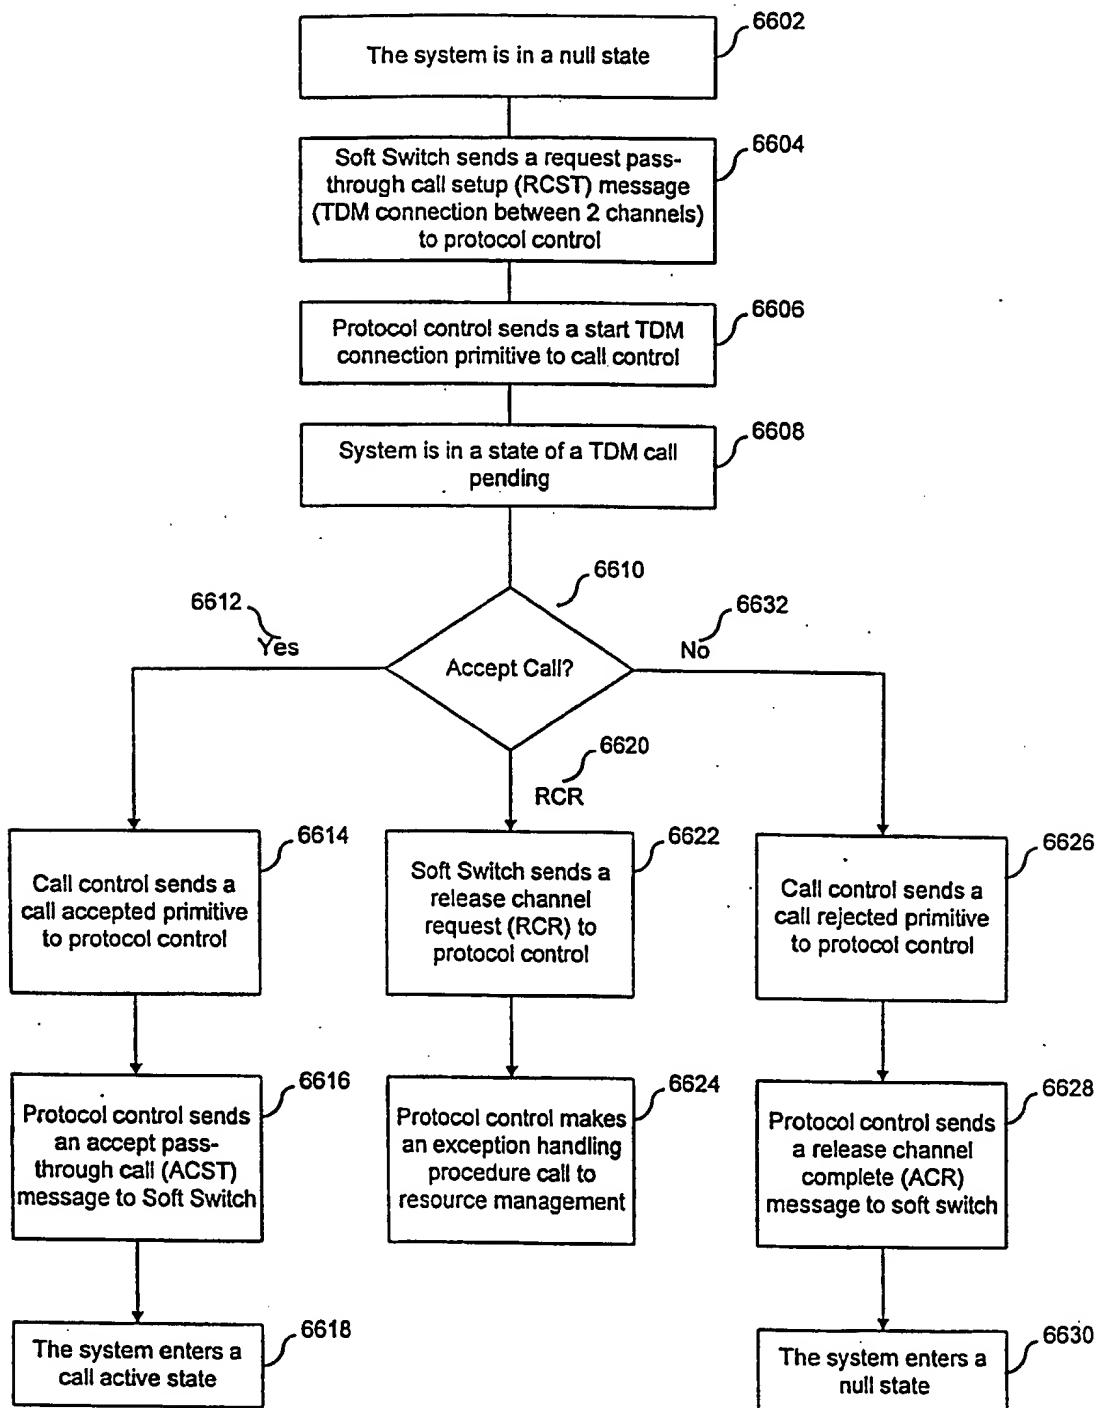 6602
The system is in a null state
6604
Soft Switch sends a request pass-
through call setup (RCST) message
(TDM connection between 2 channels)
to protocol control
6606
Protocol control sends a start TDM
connection primitive to call control
6608
System is in a state of a TDM call
pending
6610
6612
6632
Yes
No
Accept Call?
6620
RCR
6614
Call control sends a
call accepted primitive
to protocol control
6622
Soft Switch sends a
release channel
request (RCR) to
protocol control
6626
Call control sends a
call rejected primitive
to protocol control
6616
Protocol control sends
an accept pass-
through call (ACST)
message to Soft Switch
6624
Protocol control makes
an exception handling
procedure call to
resource management
6628
Protocol control sends
a release channel
complete (ACR)
message to soft switch
6618
The system enters a
call active state
6630
The system enters a
null state